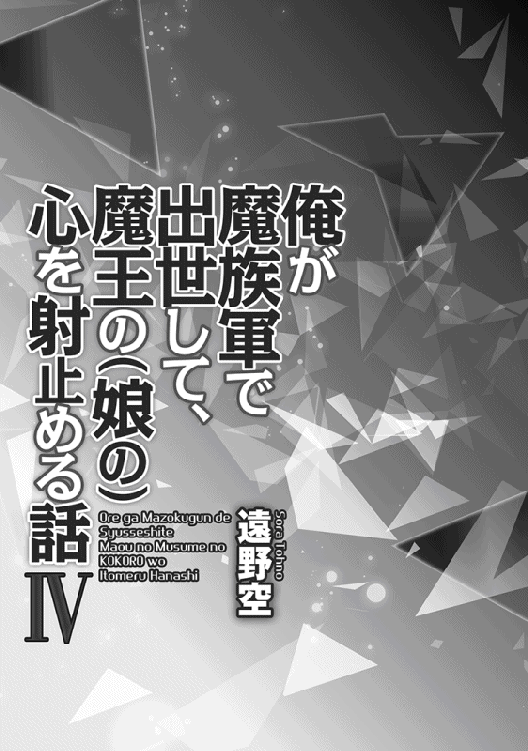 俺が
魔族軍で
出世して、
魔王の(娘の)
心を射止める話
IV
Ore ga Mazokugun de
Syusseshite
Maou no Musume no
KOKORO wo
Itomeru Hanashi
遠野空
Sora Tohno